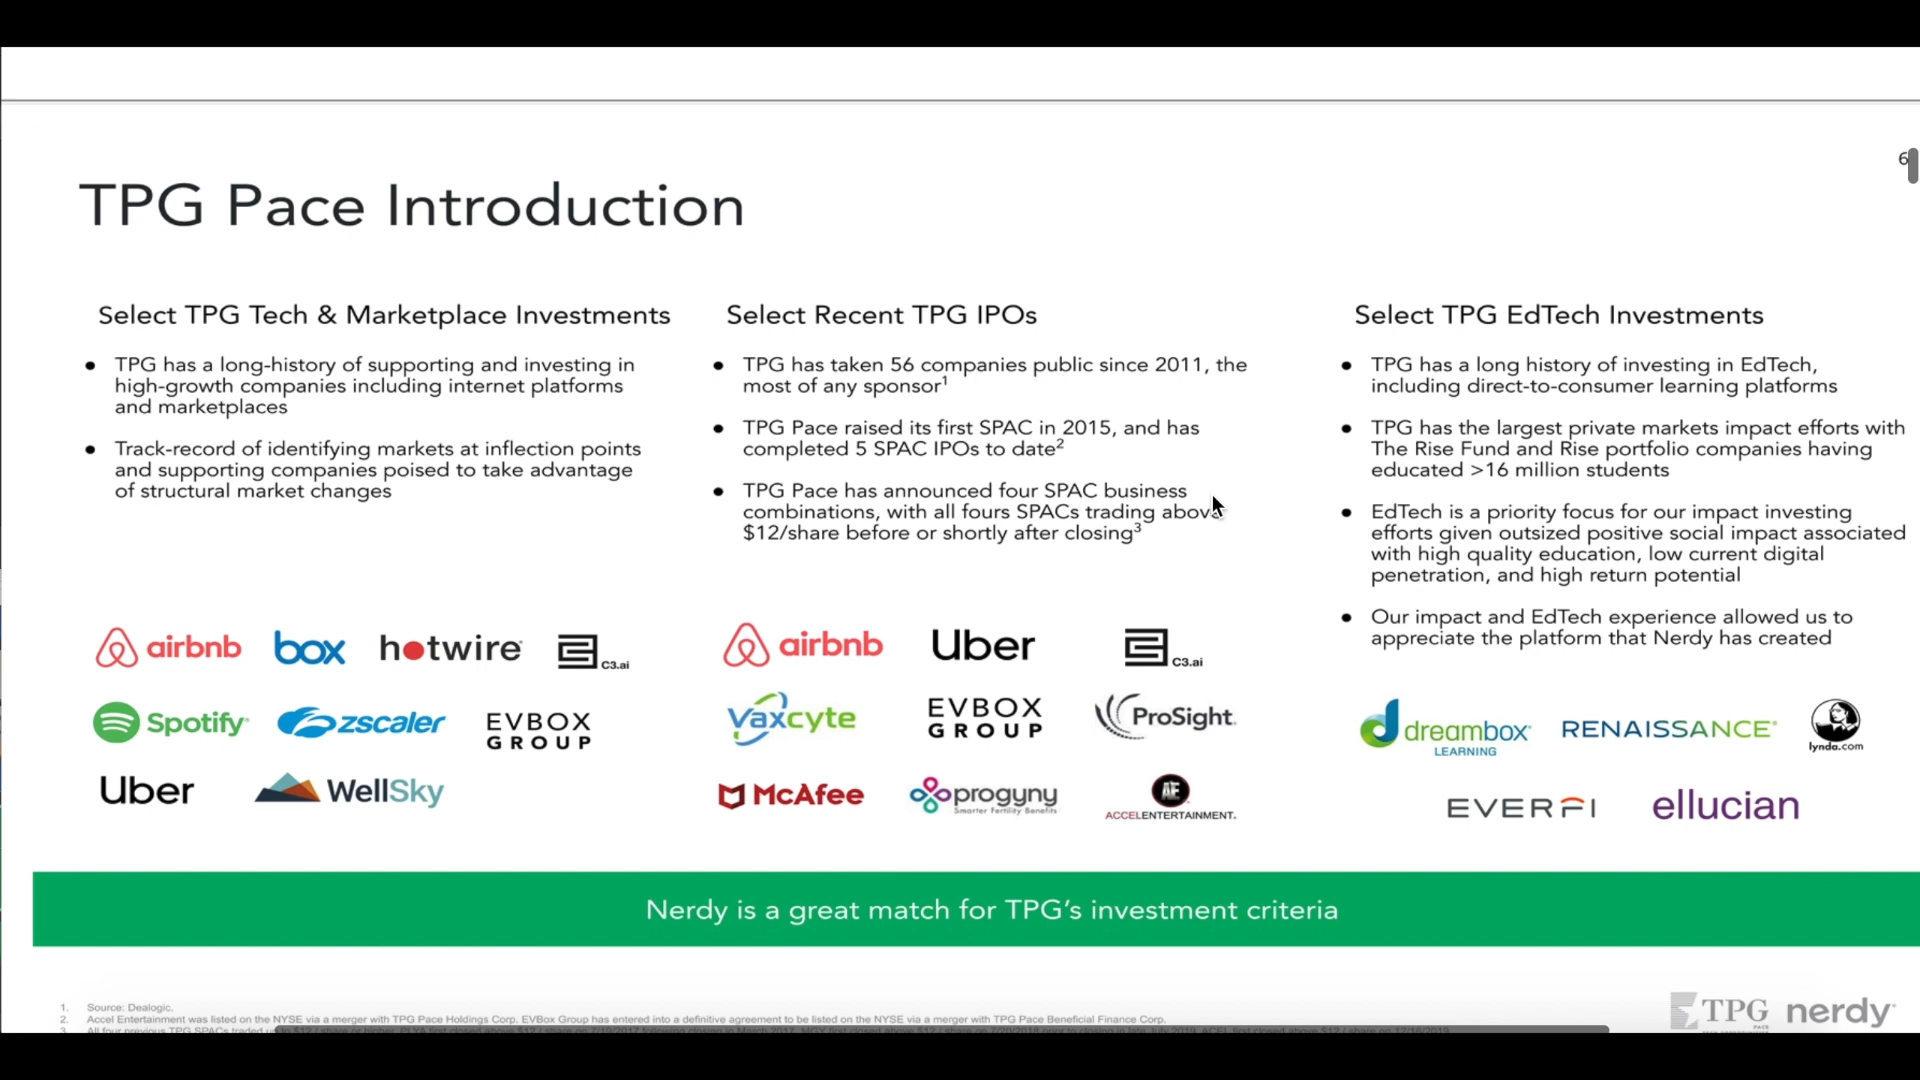 6
TPG Pace Introduction
Select TPG Tech & Marketplace Investments
● TPG has a long-history of supporting and investing in
high-growth companies including internet platforms
and marketplaces
● Track-record of identifying markets at inflection points
and supporting companies poised to take advantage
of structural market changes
airbnb box hotwire C3.ai
Spotify zscaler EVBOX
GROUP
Uber WellSky
Select Recent TPG IPOs
● TPG has taken 56 companies public since 2011, the
most of any sponsor¹
● TPG Pace raised its first SPAC in 2015, and has
completed 5 SPAC IPOs to date²
● TPG Pace has announced four SPAC business
combinations, with all fours SPACs trading above
$12/share before or shortly after closing³
airbnb Uber C3.ai
Vaxcyte EVBOX
GROUP ProSight.
McAfee progyny
Smarter Fertility Benefits
AE
ACCELENTERTAINMENT.
Select TPG EdTech Investments
● TPG has a long history of investing in EdTech,
including direct-to-consumer learning platforms
● TPG has the largest private markets impact efforts with
The Rise Fund and Rise portfolio companies having
educated >16 million students
● EdTech is a priority focus for our impact investing
efforts given outsized positive social impact associated
with high quality education, low current digital
penetration, and high return potential
● Our impact and EdTech experience allowed us to
appreciate the platform that Nerdy has created
dreambox
LEARNING
RENAISSANCE
lynda.com
EVERFI ellucian
Nerdy is a great match for TPG's investment criteria
1. Source: Dealogic.
2. Accel Entertainment was listed on the NYSE via a merger with TPG Pace Holdings Corp. EVBox Group has entered into a definitive agreement to be listed on the NYSE via a merger with TPG Pace Beneficial Finance Corp.
3. All four previous TPG SPACs traded
TPG nerdy
PACE